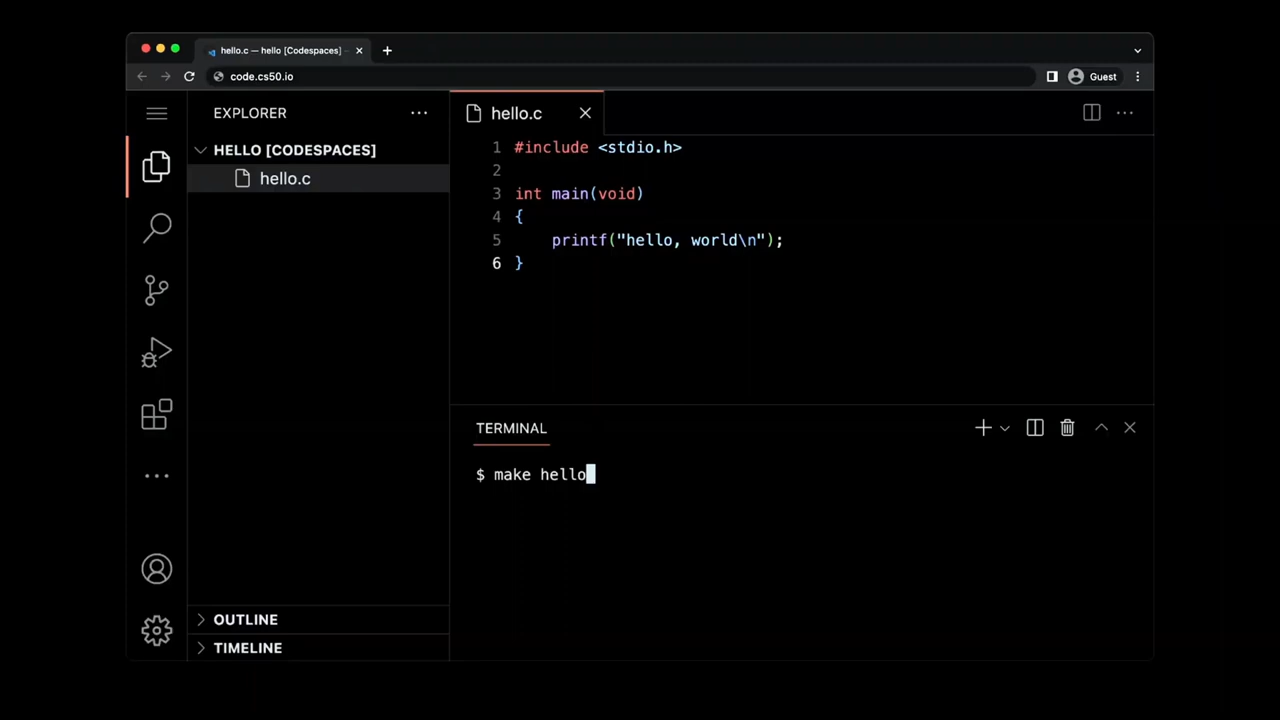 hello.c — hello [Codespaces]
code.cs50.io
Guest
EXPLORER
HELLO [CODESPACES]
hello.c
OUTLINE
TIMELINE
hello.c
1 #include <stdio.h>
2
3 int main(void)
4 {
5 printf("hello, world\n");
6 }
TERMINAL
$ make hello